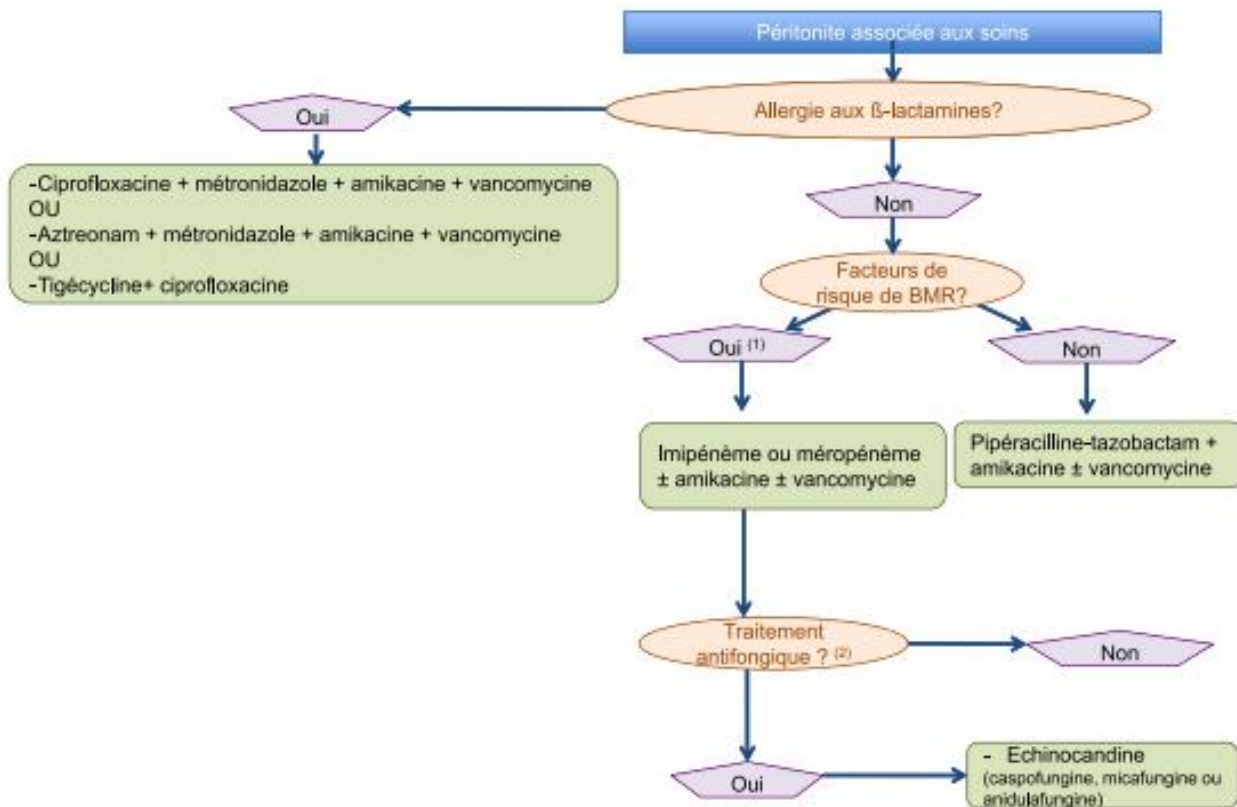 Péritonite associée aux soins
Allergie aux ß-lactamines?
Oui
-Ciprofloxacine + métronidazole + amikacine + vancomycine
OU
-Aztreonam + métronidazole + amikacine + vancomycine
OU
-Tigécycline+ ciprofloxacine
Non
Facteurs de
risque de BMR?
Oui (1)
Non
Imipénème ou méropénème
± amikacine ± vancomycine
Pipéracilline-tazobactam +
amikacine ± vancomycine
Traitement
antifongique ? (2)
Non
Oui
- Echinocandine
(caspofungine, micafungine ou
anidulafungine)